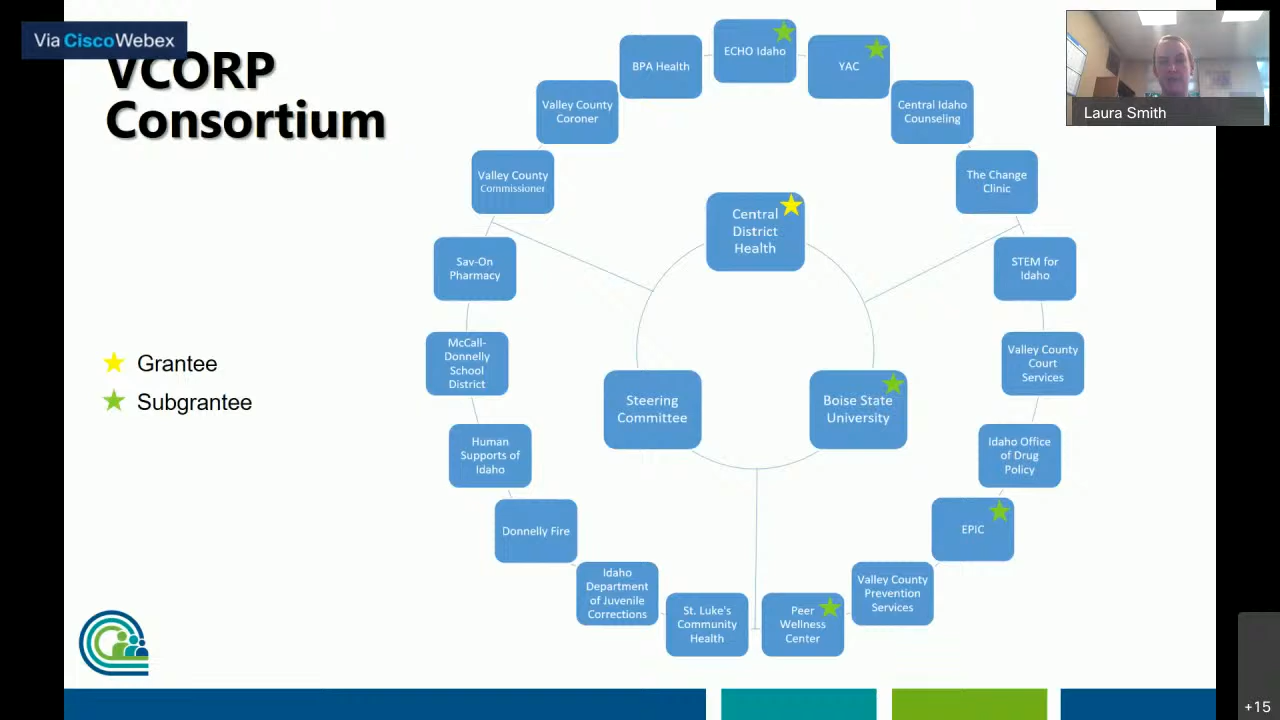 Via CiscoWebex
VCORP
Consortium
Laura Smith
ECHO Idaho
BPA Health
YAC
Valley County
Coroner
Central Idaho
Counseling
Valley County
Commissioner
The Change
Clinic
Central
District
Health
Sav-On
Pharmacy
STEM for
Idaho
McCall-
Donnelly
School
District
Valley County
Court
Services
Grantee
Subgrantee
Steering
Committee
Boise State
University
Human
Supports of
Idaho
Idaho Office
of Drug
Policy
Donnelly Fire
EPIC
Idaho
Department
of Juvenile
Corrections
St. Luke's
Community
Health
Peer
Wellness
Center
Valley County
Prevention
Services
+15